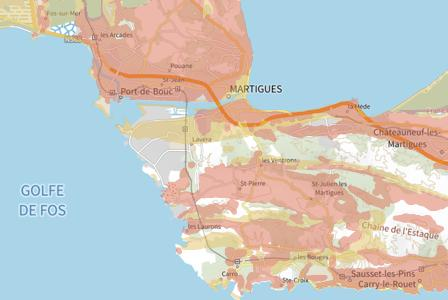 Fos-sur-Mer
les Arcades
Pouane
St-Jean
Port-de-Bouc
MARTIGUES
la Mède
Châteauneuf-les-
Martigues
Lavéra
les Ventrons
GOLFE
DE FOS
St-Pierre
St-Julien les
Martigues
les Laurons
Chaîne de l'Estaque
les Bouges
Carro
Ste-Croix
Sausset-les-Pins
Carry-le-Rouet